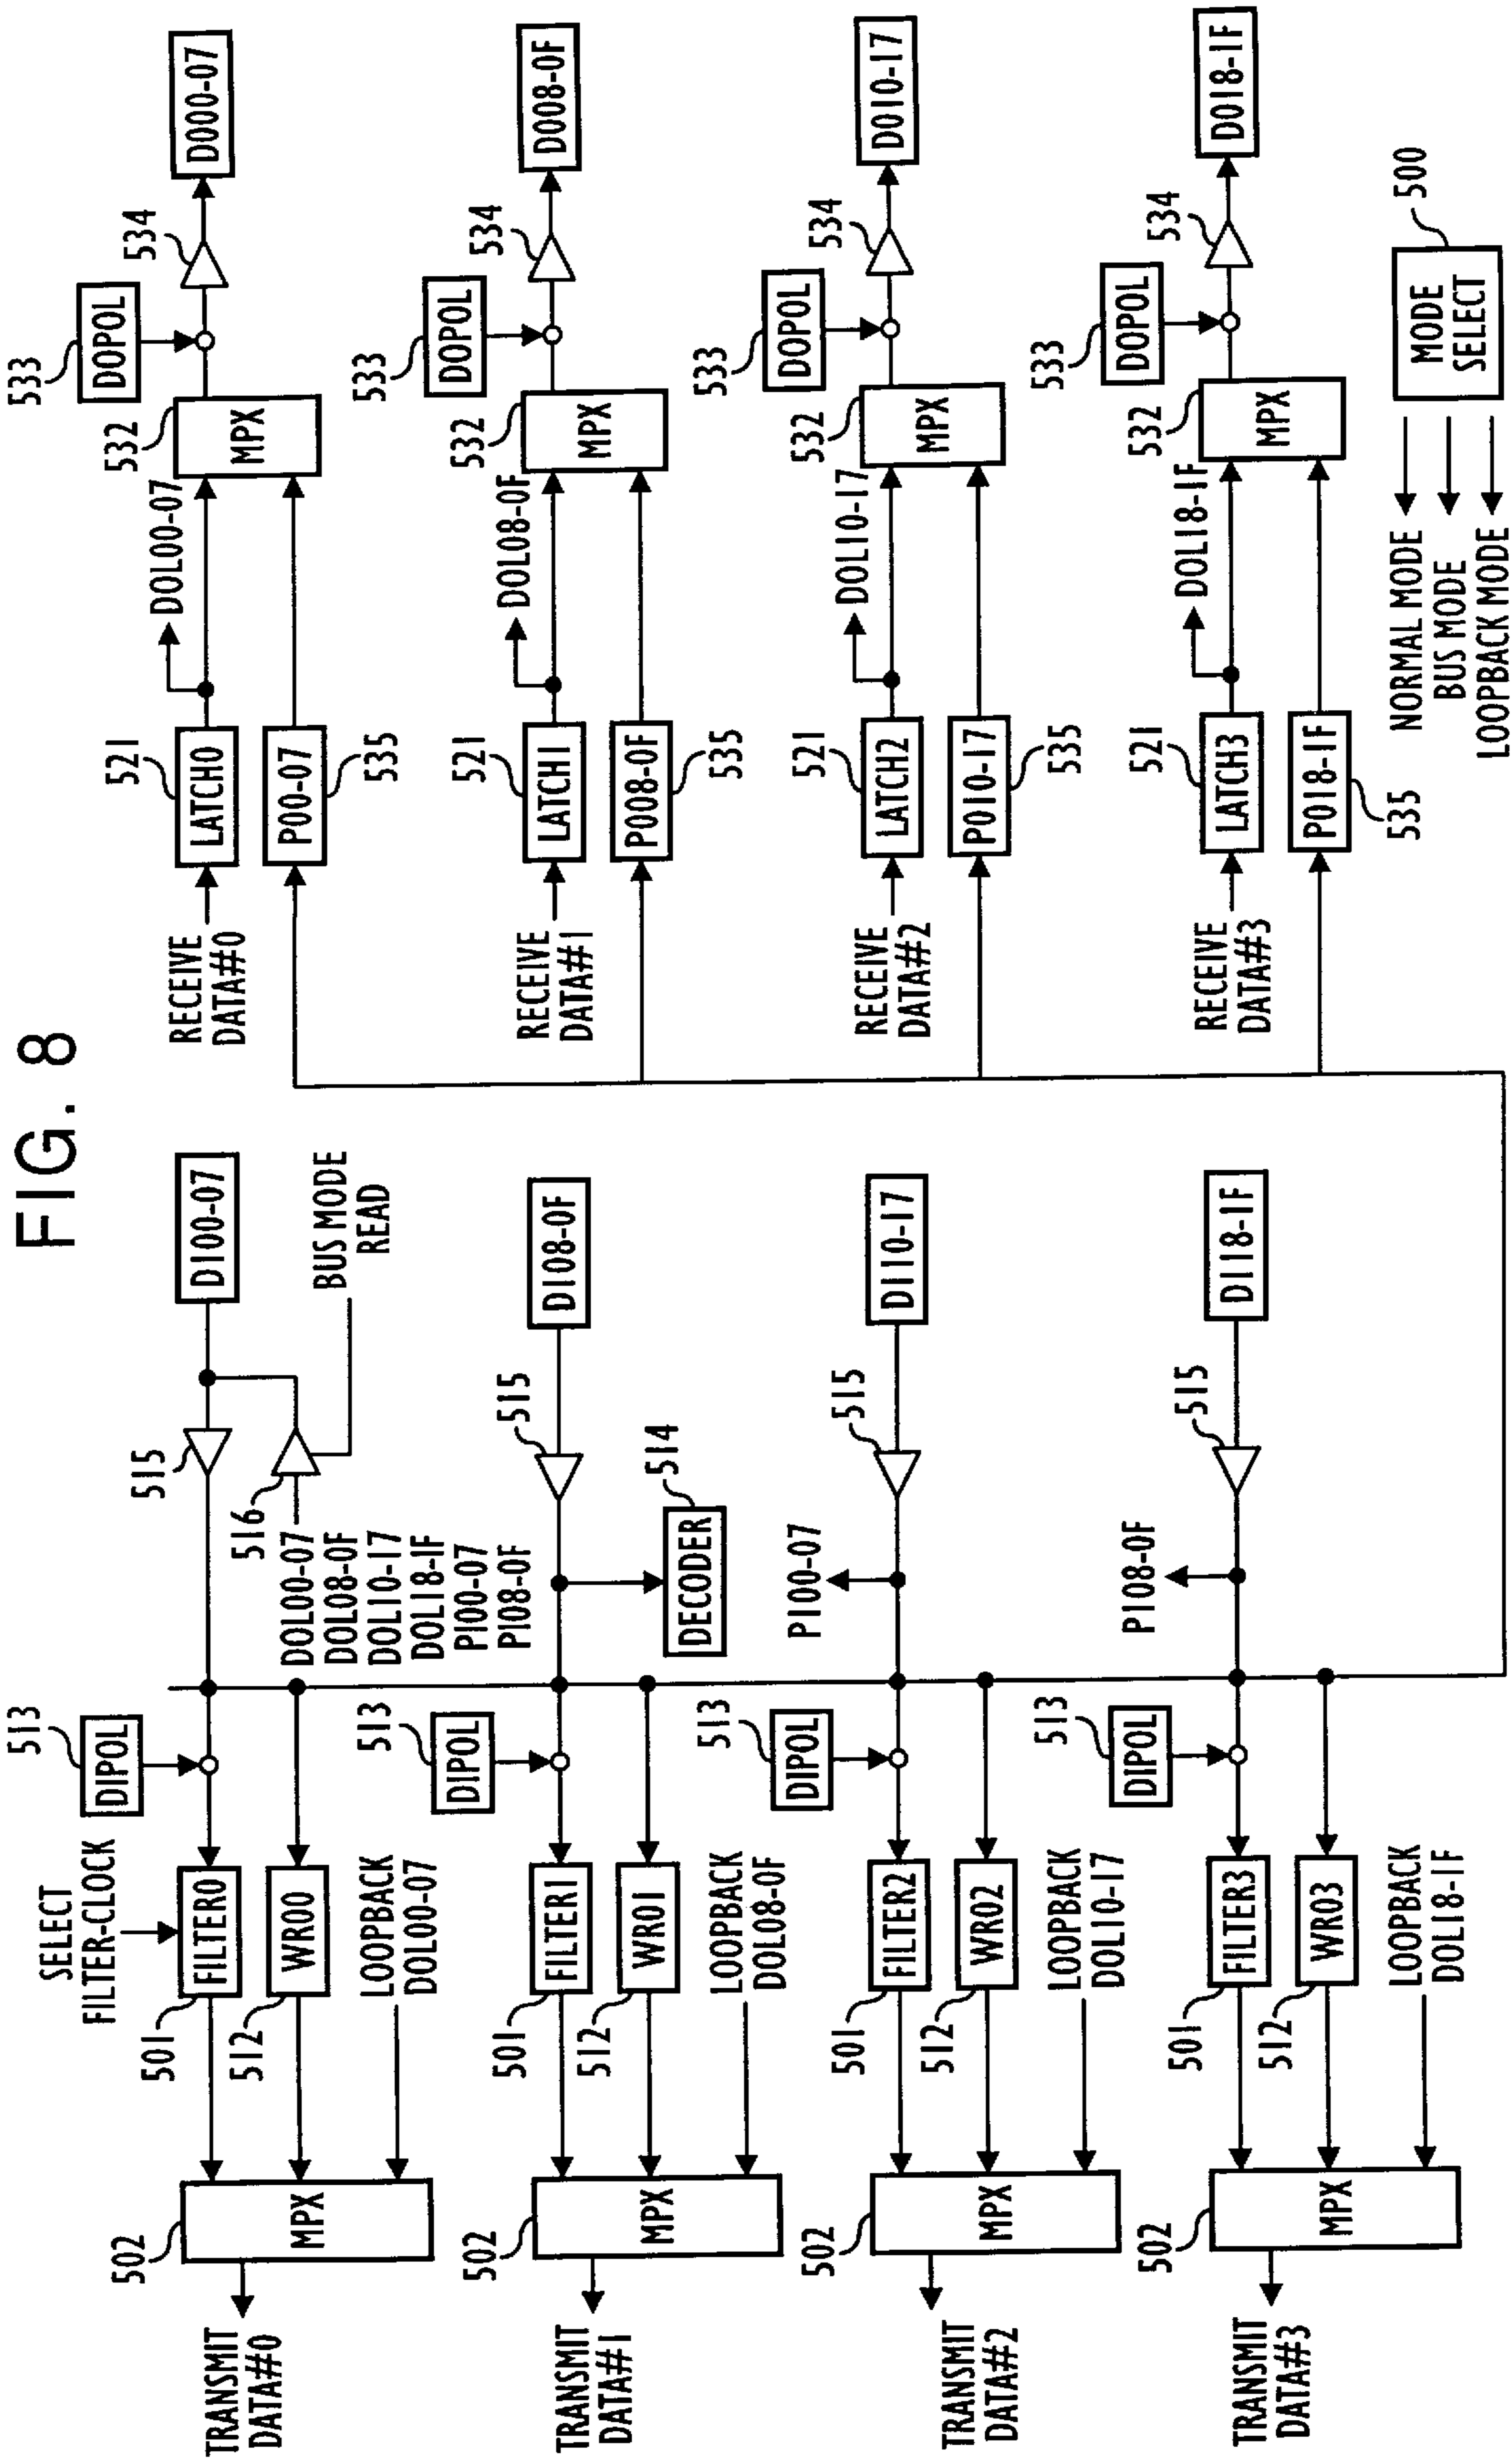 FIG. 8
SELECT
FILTER-CLOCK
513
DIPOL
501
FILTER0
515
D100-07
516
BUS MODE
READ
DOL00-07
DOL08-0F
DOL10-17
DOL18-1F
PI00-07
PI08-0F
512
WR00
LOOPBACK
DOL00-07
502
MPX
TRANSMIT
DATA#0
513
DIPOL
501
FILTER1
515
D108-0F
514
DECODER
512
WR01
LOOPBACK
DOL08-0F
502
MPX
TRANSMIT
DATA#1
513
DIPOL
501
FILTER2
PI00-07
515
D110-17
512
WR02
LOOPBACK
DOL10-17
502
MPX
TRANSMIT
DATA#2
513
DIPOL
501
FILTER3
PI08-0F
515
D118-1F
512
WR03
LOOPBACK
DOL18-1F
502
MPX
TRANSMIT
DATA#3
RECEIVE
DATA#0
521
LATCH0
P00-07
535
DOL00-07
532
MPX
533
DOPOL
534
D000-07
RECEIVE
DATA#1
521
LATCH1
P008-0F
535
DOL08-0F
532
MPX
533
DOPOL
534
D008-0F
RECEIVE
DATA#2
521
LATCH2
P010-17
535
DOL10-17
532
MPX
533
DOPOL
534
D010-17
RECEIVE
DATA#3
521
LATCH3
P018-1F
535
DOL18-1F
532
MPX
533
DOPOL
534
D018-1F
NORMAL MODE
BUS MODE
LOOPBACK MODE
MODE
SELECT
500